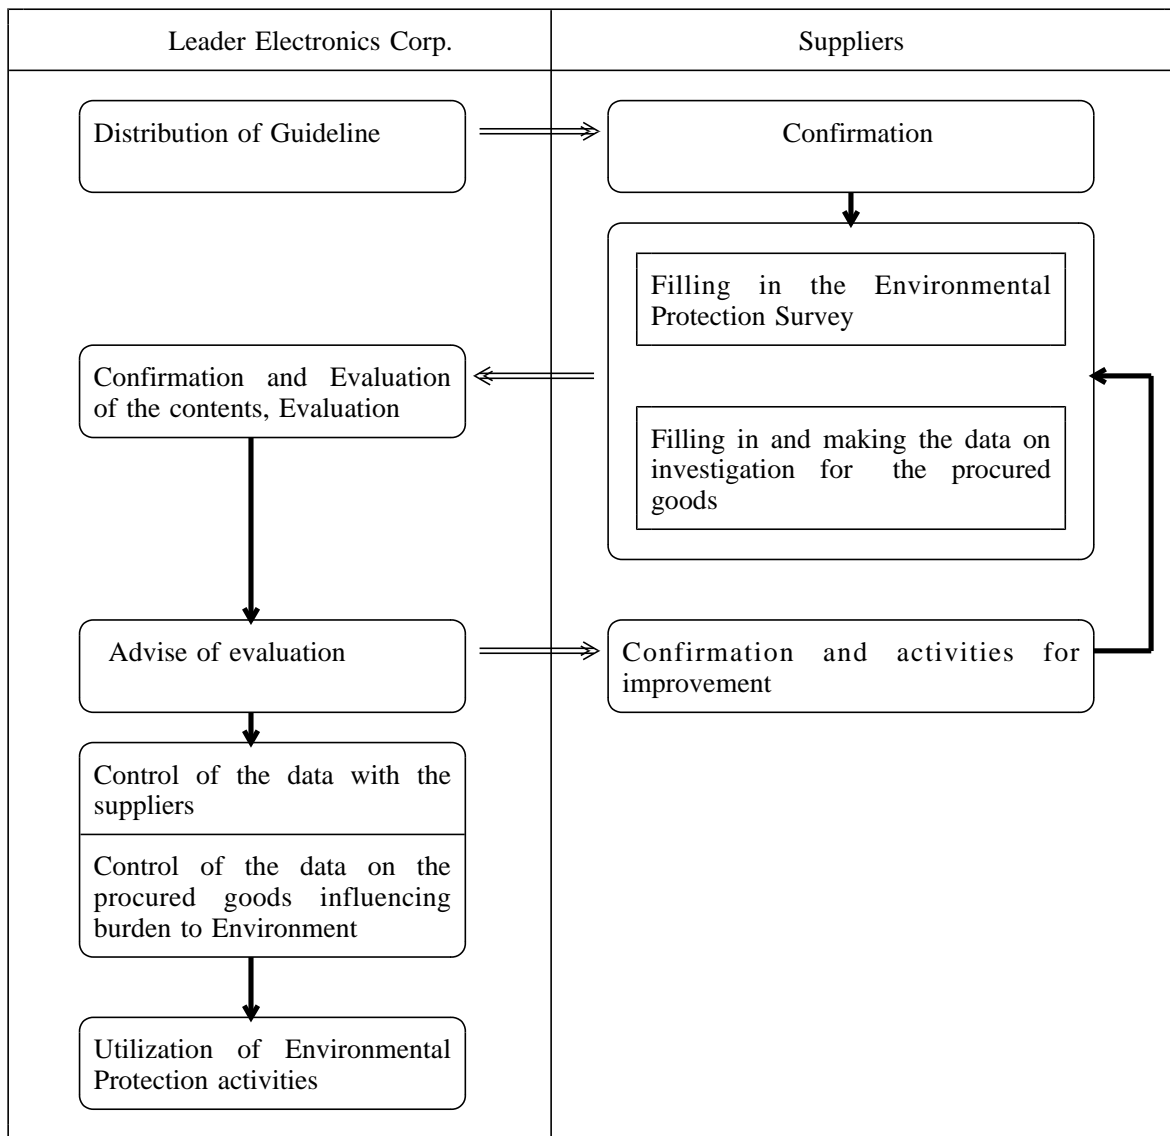 Leader Electronics Corp.
Suppliers
Distribution of Guideline
Confirmation
Filling in the Environmental
Protection Survey
Confirmation and Evaluation
of the contents, Evaluation
Filling in and making the data on
investigation for the procured
goods
Advise of evaluation
Confirmation and activities for
improvement
Control of the data with the
suppliers
Control of the data on the
procured goods influencing
burden to Environment
Utilization of Environmental
Protection activities